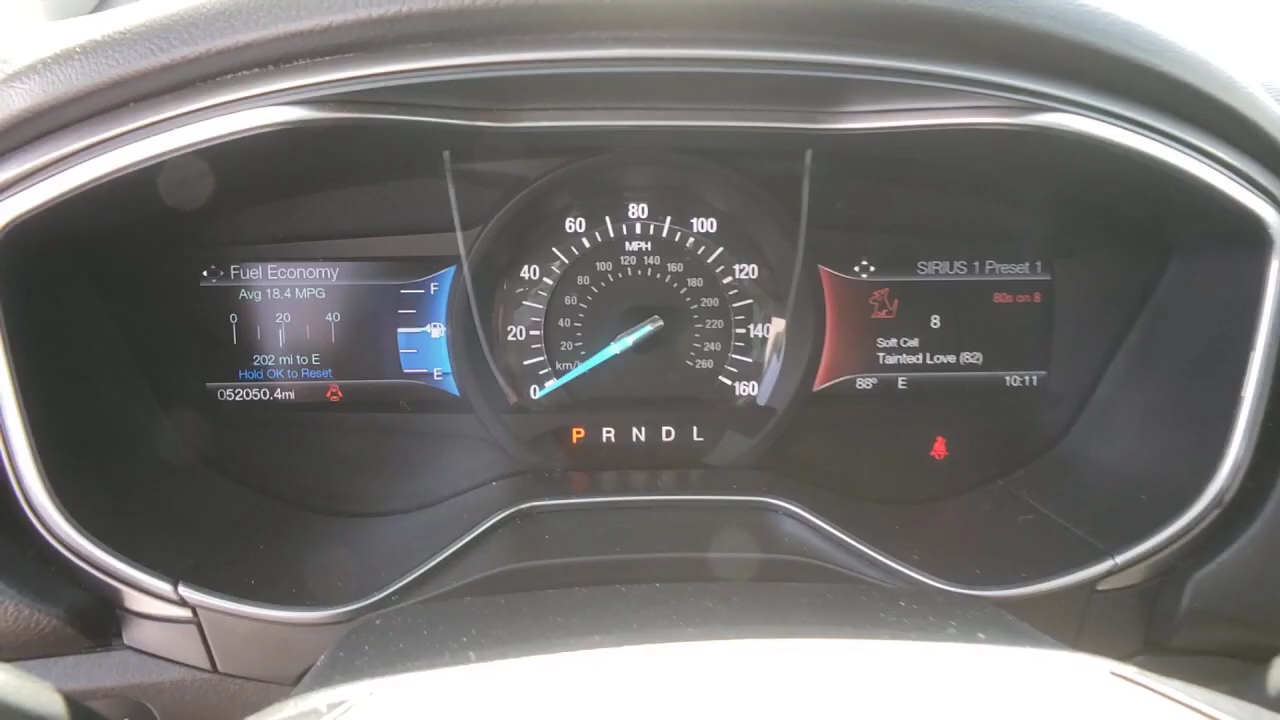 Fuel Economy
Avg 18.4 MPG
0 20 40
202 mi to E
Hold OK to Reset
052050.4mi
F
E
0 20 40 60 80 100 120 140 160
MPH
20 40 60 80 100 120 140 160 180 200 220 240 260
km/h
P R N D L
SIRIUS 1 Preset 1
80s on 8
8
Soft Cell
Tainted Love (82)
88° E 10:11